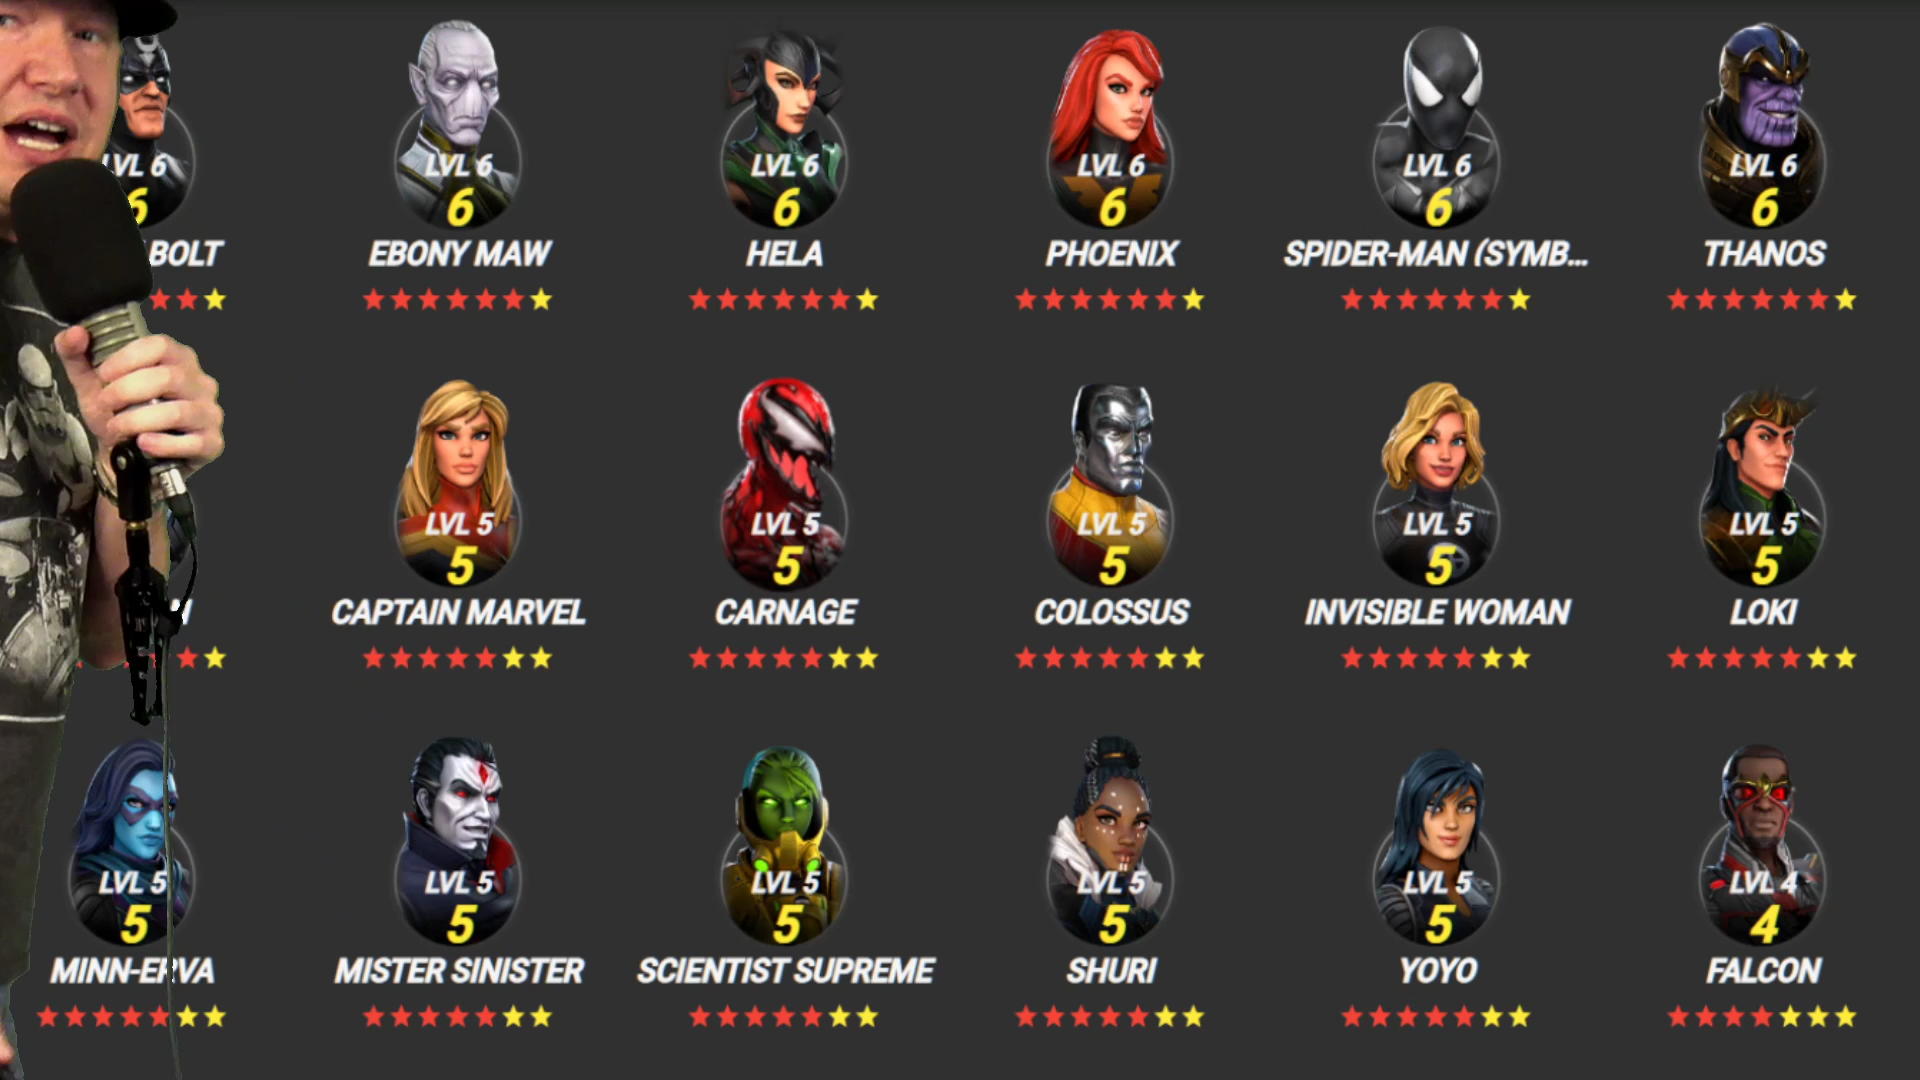 VL 6 LVL 6 LVL 6 LVL 6 LVL 6 LVL 6
6 6 6 6 6 6
BOLT EBONY MAW HELA PHOENIX SPIDER-MAN (SYMB... THANOS
LVL 5 LVL 5 LVL 5 LVL 5 LVL 5
5 5 5 5 5
CAPTAIN MARVEL CARNAGE COLOSSUS INVISIBLE WOMAN LOKI
LVL 5 LVL 5 LVL 5 LVL 5 LVL 5 LVL 4
5 5 5 5 5 4
MINN-ERVA MISTER SINISTER SCIENTIST SUPREME SHURI YOYO FALCON